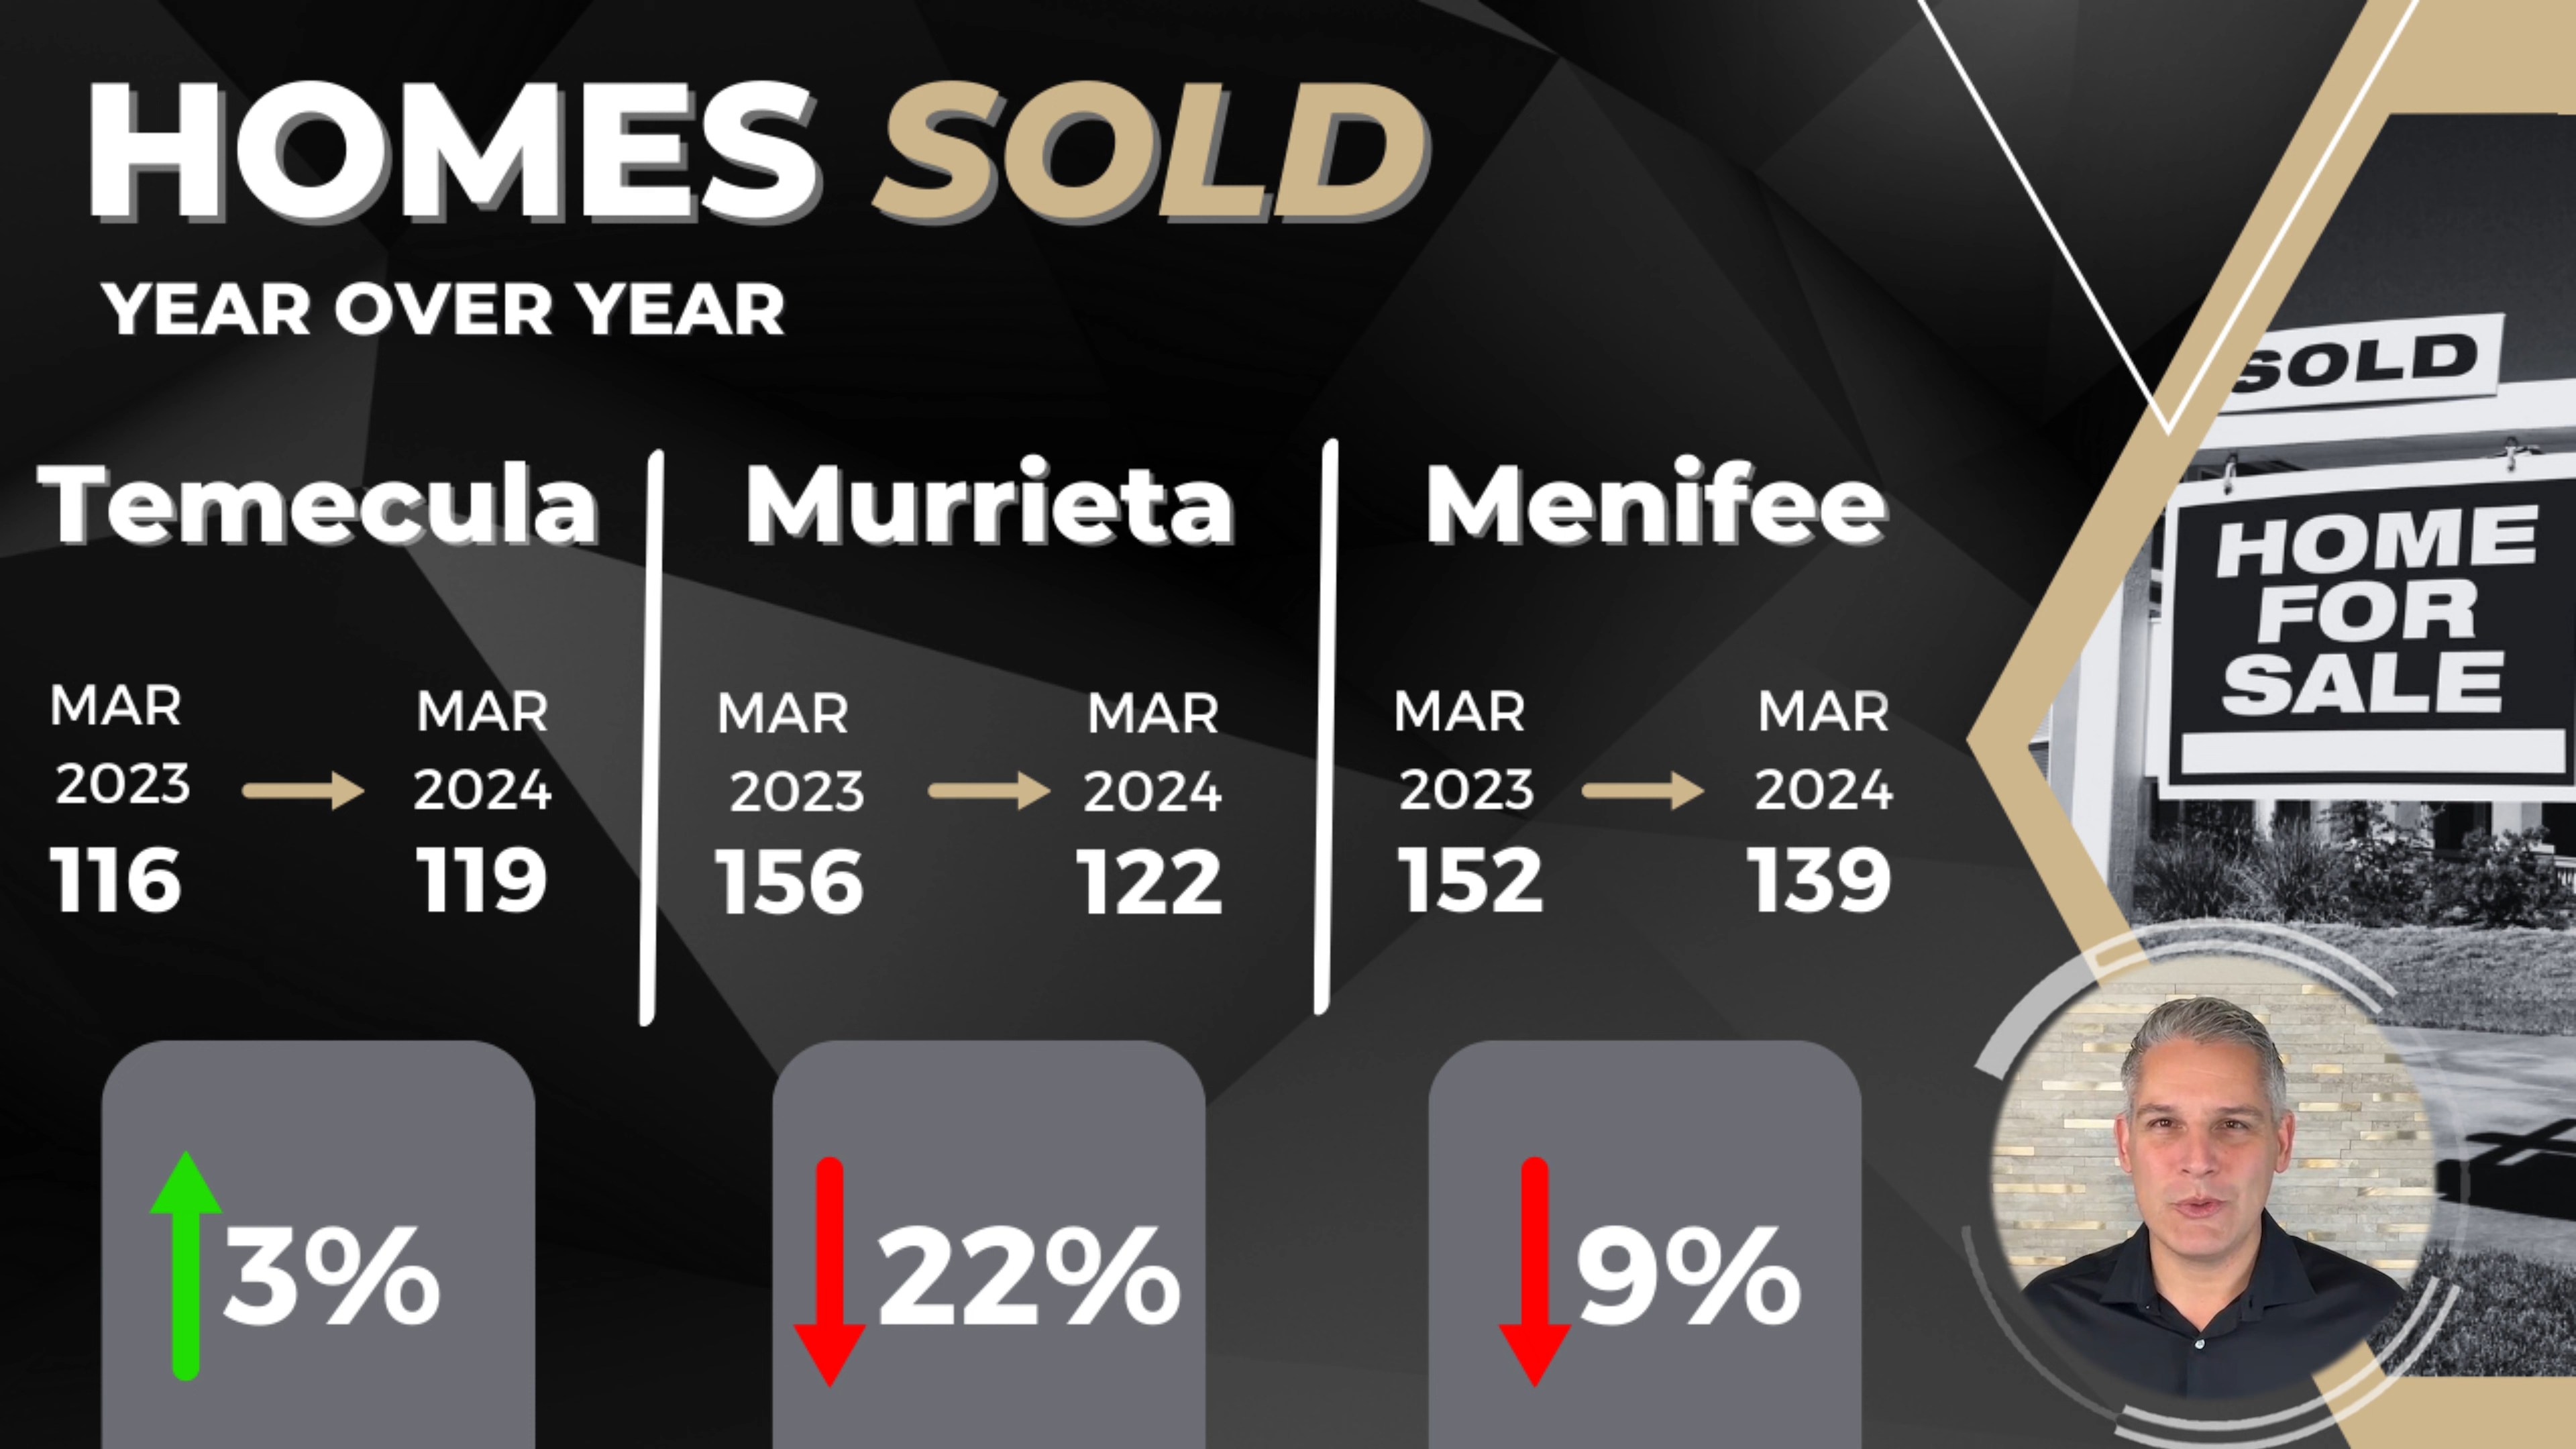 HOMES SOLD
YEAR OVER YEAR
Temecula
MAR
2023
116
MAR
2024
119
3%
Murrieta
MAR
2023
156
MAR
2024
122
22%
Menifee
MAR
2023
152
MAR
2024
139
9%
SOLD
HOME
FOR
SALE